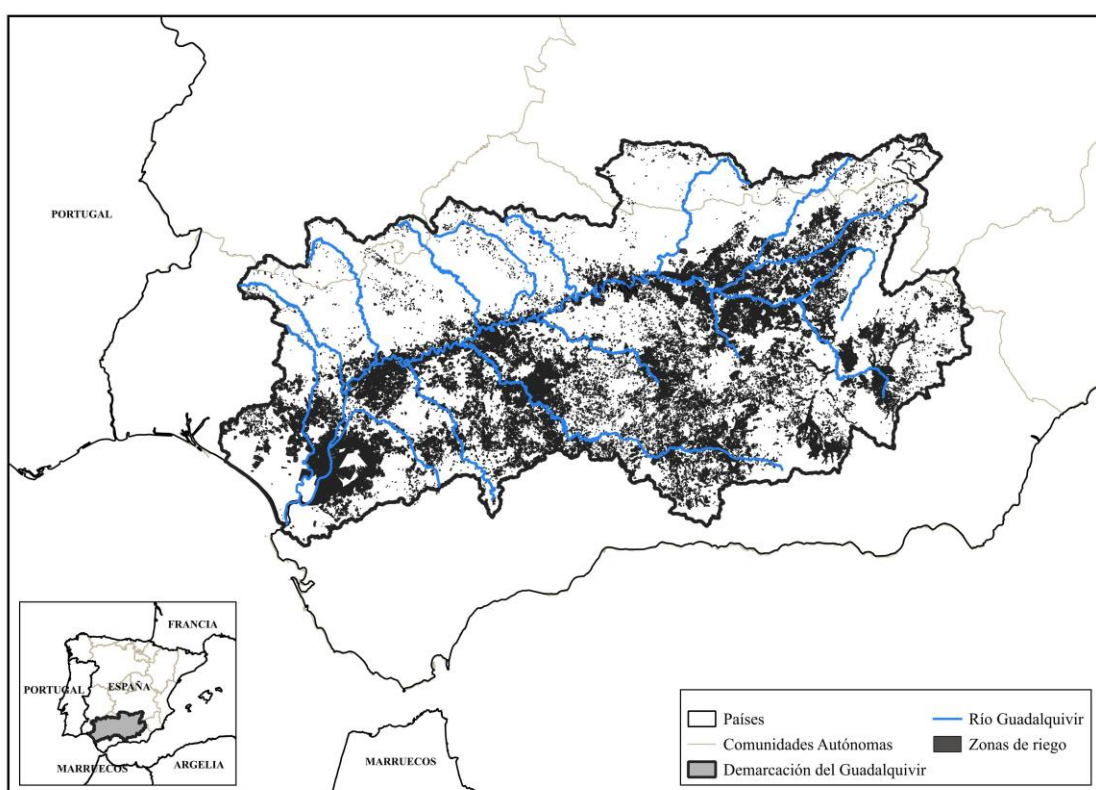 PORTUGAL
FRANCIA
PORTUGAL
ESPAÑA
MARRUECOS
ARGELIA
MARRUECOS
Países
Comunidades Autónomas
Demarcación del Guadalquivir
Río Guadalquivir
Zonas de riego